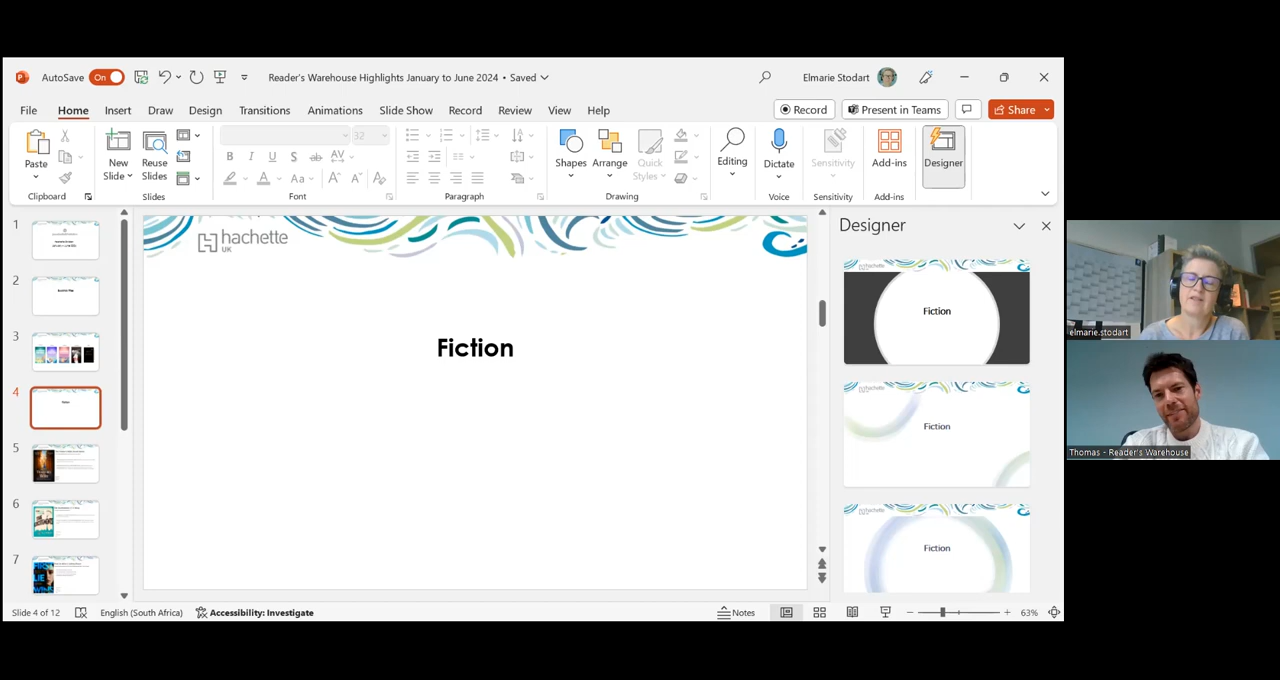 AutoSave On Reader's Warehouse Highlights January to June 2024 • Saved Elmarie Stodart
File Home Insert Draw Design Transitions Animations Slide Show Record Review View Help Record Present in Teams Share
Paste New Slide Reuse Slides 32 Shapes Arrange Quick Styles Editing Dictate Sensitivity Add-ins Designer
Clipboard Slides Font Paragraph Drawing Voice Sensitivity Add-ins
1
2
3
4
5
6
7
hachette
UK
Fiction
Designer
Fiction
Fiction
Fiction
elmarie.stodart
Thomas - Reader's Warehouse
Slide 4 of 12 English (South Africa) Accessibility: Investigate Notes 63%